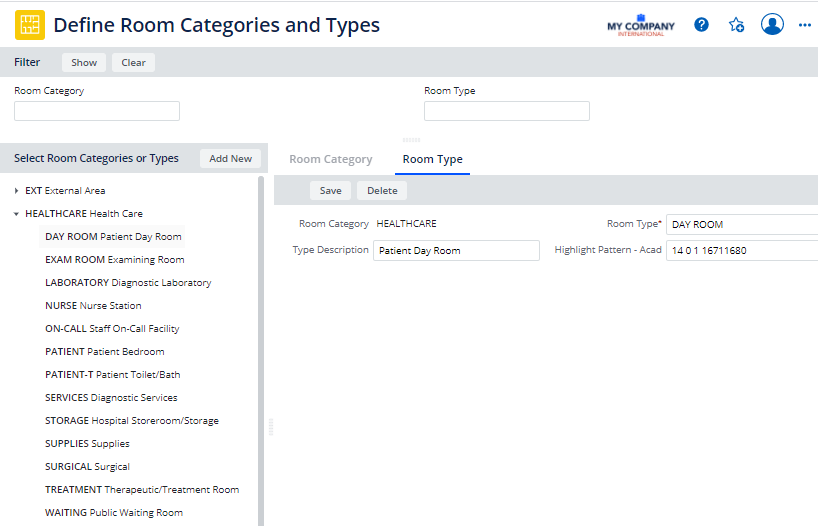 Define Room Categories and Types
MY COMPANY
INTERNATIONAL
?
Filter Show Clear
Room Category Room Type
Select Room Categories or Types Add New
Room Category Room Type
Save Delete
EXT External Area
HEALTHCARE Health Care
DAY ROOM Patient Day Room
EXAM ROOM Examining Room
LABORATORY Diagnostic Laboratory
NURSE Nurse Station
ON-CALL Staff On-Call Facility
PATIENT Patient Bedroom
PATIENT-T Patient Toilet/Bath
SERVICES Diagnostic Services
STORAGE Hospital Storeroom/Storage
SUPPLIES Supplies
SURGICAL Surgical
TREATMENT Therapeutic/Treatment Room
WAITING Public Waiting Room
Room Category HEALTHCARE Room Type* DAY ROOM
Type Description Patient Day Room Highlight Pattern - Acad 14 0 1 16711680